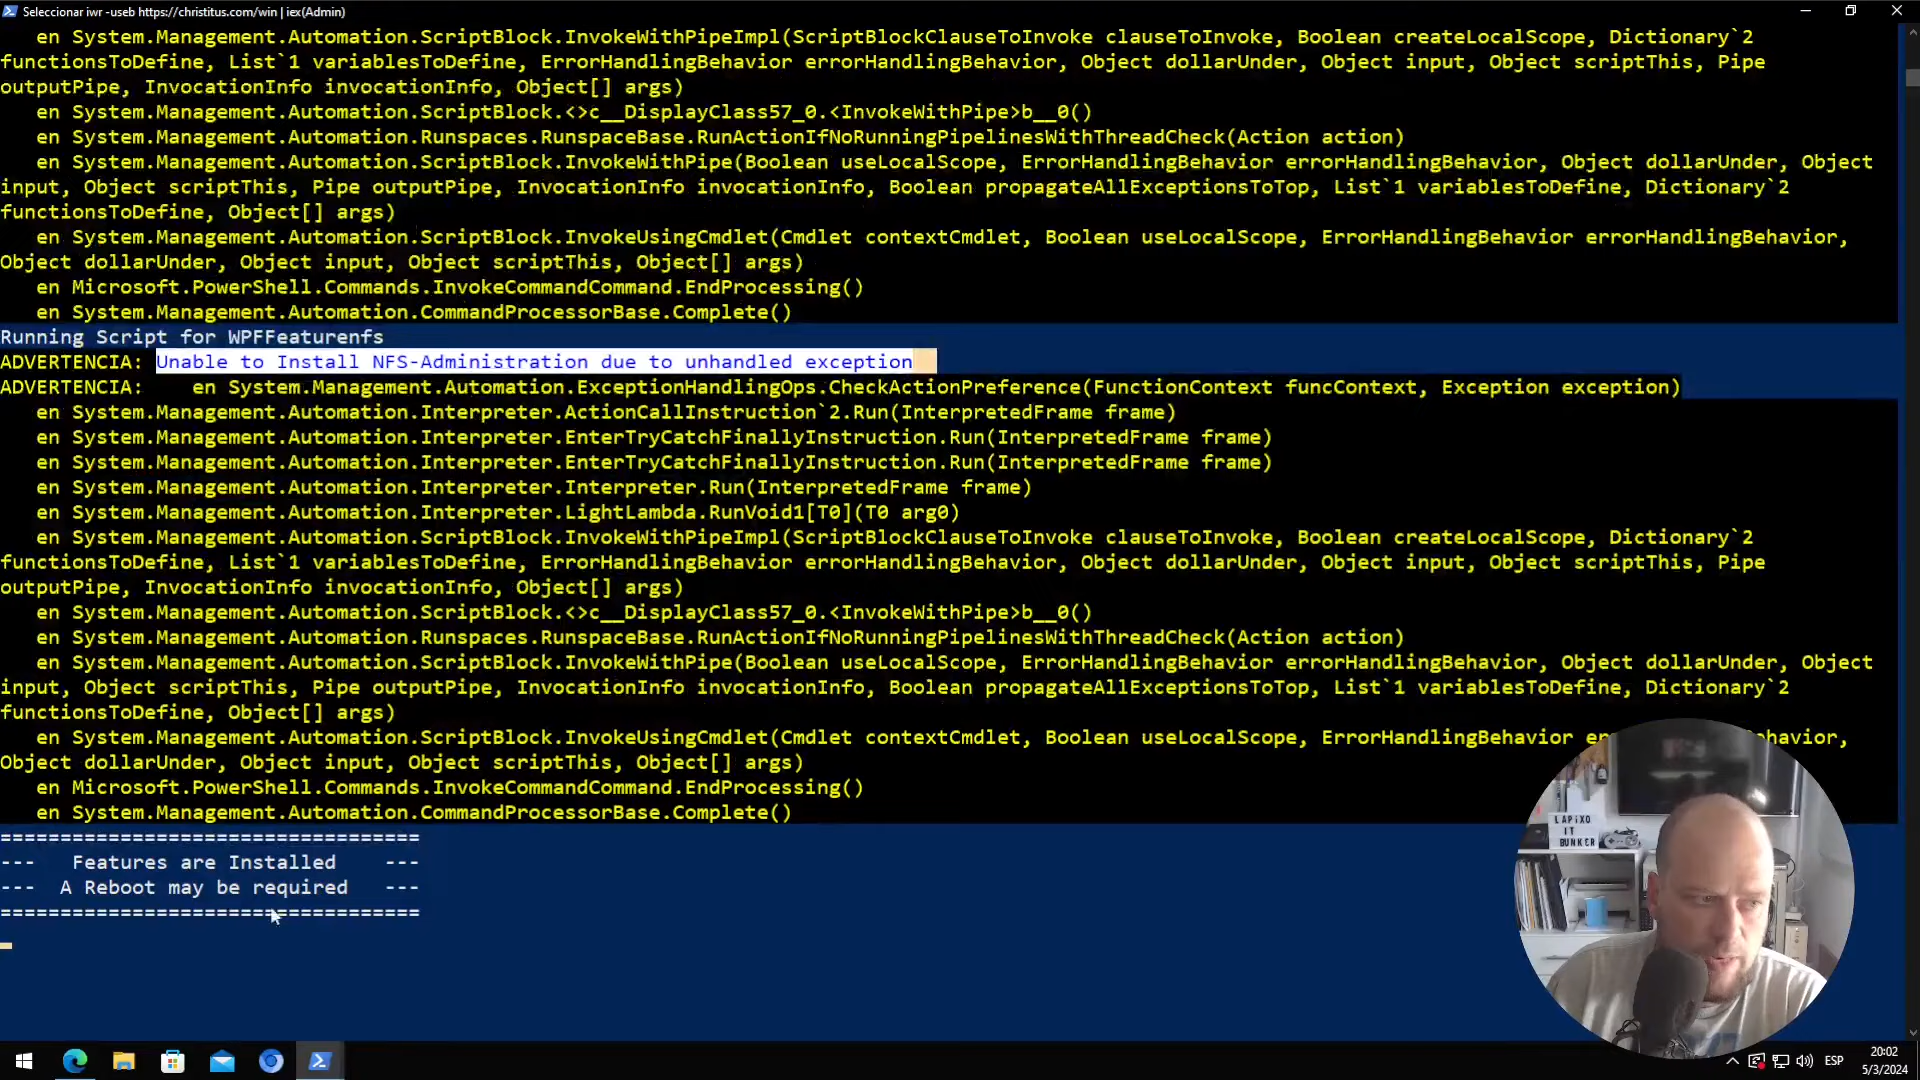 Seleccionar iwr -useb https://christitus.com/win | iex(Admin)
en System.Management.Automation.ScriptBlock.InvokeWithPipeImpl(ScriptBlockClauseToInvoke clauseToInvoke, Boolean createLocalScope, Dictionary`2
functionsToDefine, List`1 variablesToDefine, ErrorHandlingBehavior errorHandlingBehavior, Object dollarUnder, Object input, Object scriptThis, Pipe
outputPipe, InvocationInfo invocationInfo, Object[] args)
en System.Management.Automation.ScriptBlock.<>c__DisplayClass57_0.<InvokeWithPipe>b__0()
en System.Management.Automation.Runspaces.RunspaceBase.RunActionIfNoRunningPipelinesWithThreadCheck(Action action)
en System.Management.Automation.ScriptBlock.InvokeWithPipe(Boolean useLocalScope, ErrorHandlingBehavior errorHandlingBehavior, Object dollarUnder, Object
input, Object scriptThis, Pipe outputPipe, InvocationInfo invocationInfo, Boolean propagateAllExceptionsToTop, List`1 variablesToDefine, Dictionary`2
functionsToDefine, Object[] args)
en System.Management.Automation.ScriptBlock.InvokeUsingCmdlet(Cmdlet contextCmdlet, Boolean useLocalScope, ErrorHandlingBehavior errorHandlingBehavior,
Object dollarUnder, Object input, Object scriptThis, Object[] args)
en Microsoft.PowerShell.Commands.InvokeCommandCommand.EndProcessing()
en System.Management.Automation.CommandProcessorBase.Complete()
Running Script for WPFFeaturenfs
ADVERTENCIA: Unable to Install NFS-Administration due to unhandled exception
ADVERTENCIA:    en System.Management.Automation.ExceptionHandlingOps.CheckActionPreference(FunctionContext funcContext, Exception exception)
en System.Management.Automation.Interpreter.ActionCallInstruction`2.Run(InterpretedFrame frame)
en System.Management.Automation.Interpreter.EnterTryCatchFinallyInstruction.Run(InterpretedFrame frame)
en System.Management.Automation.Interpreter.EnterTryCatchFinallyInstruction.Run(InterpretedFrame frame)
en System.Management.Automation.Interpreter.Interpreter.Run(InterpretedFrame frame)
en System.Management.Automation.Interpreter.LightLambda.RunVoid1[T0](T0 arg0)
en System.Management.Automation.ScriptBlock.InvokeWithPipeImpl(ScriptBlockClauseToInvoke clauseToInvoke, Boolean createLocalScope, Dictionary`2
functionsToDefine, List`1 variablesToDefine, ErrorHandlingBehavior errorHandlingBehavior, Object dollarUnder, Object input, Object scriptThis, Pipe
outputPipe, InvocationInfo invocationInfo, Object[] args)
en System.Management.Automation.ScriptBlock.<>c__DisplayClass57_0.<InvokeWithPipe>b__0()
en System.Management.Automation.Runspaces.RunspaceBase.RunActionIfNoRunningPipelinesWithThreadCheck(Action action)
en System.Management.Automation.ScriptBlock.InvokeWithPipe(Boolean useLocalScope, ErrorHandlingBehavior errorHandlingBehavior, Object dollarUnder, Object
input, Object scriptThis, Pipe outputPipe, InvocationInfo invocationInfo, Boolean propagateAllExceptionsToTop, List`1 variablesToDefine, Dictionary`2
functionsToDefine, Object[] args)
en System.Management.Automation.ScriptBlock.InvokeUsingCmdlet(Cmdlet contextCmdlet, Boolean useLocalScope, ErrorHandlingBehavior er havior,
Object dollarUnder, Object input, Object scriptThis, Object[] args)
en Microsoft.PowerShell.Commands.InvokeCommandCommand.EndProcessing()
en System.Management.Automation.CommandProcessorBase.Complete()
===================================
---   Features are Installed    ---
---  A Reboot may be required   ---
===================================
LAPIXO
IT
BUNKER
ESP
20:02
5/3/2024